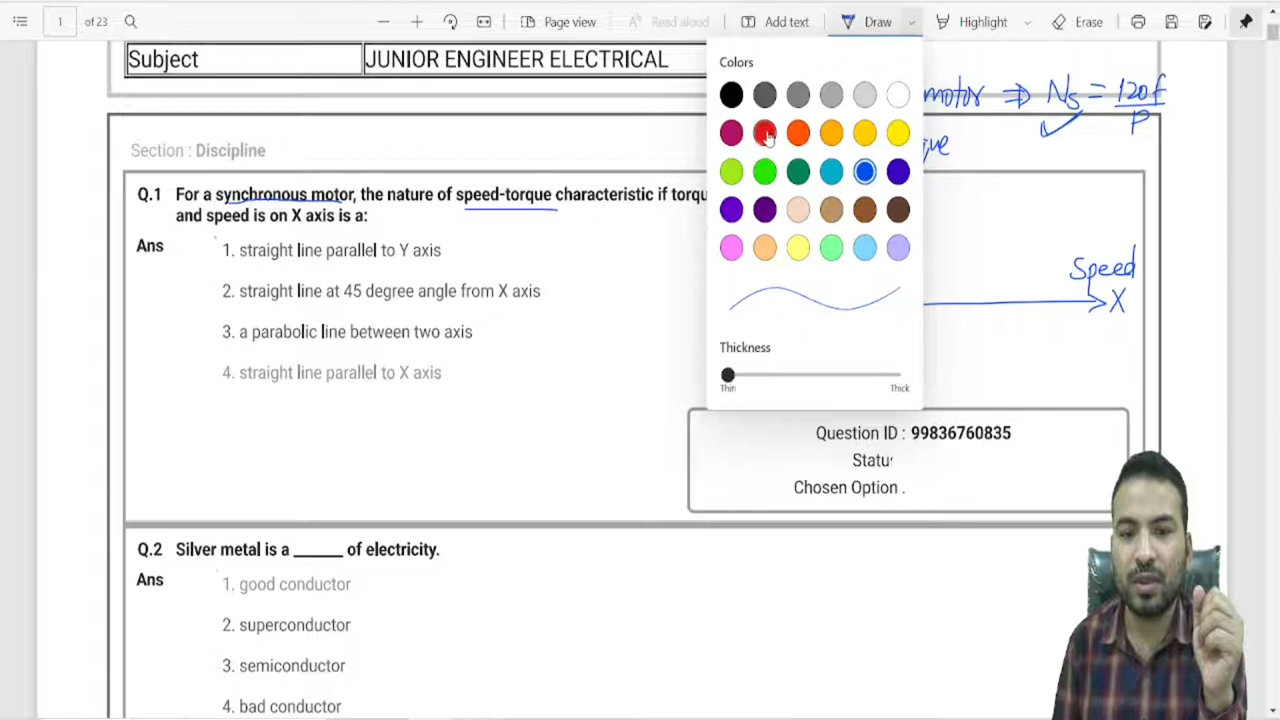 1 of 23 Page view Read aloud Add text Draw Highlight Erase
Subject JUNIOR ENGINEER ELECTRICAL
Colors
Thickness
Thin Thick
motor ⇒ Ns = 120f
P
Section : Discipline
Q.1 For a synchronous motor, the nature of speed-torque characteristic if
and speed is on X axis is a:
Ans 1. straight line parallel to Y axis
2. straight line at 45 degree angle from X axis
3. a parabolic line between two axis
4. straight line parallel to X axis
Speed
X
Question ID : 99836760835
Chosen Option
Q.2 Silver metal is a ______ of electricity.
Ans 1. good conductor
2. superconductor
3. semiconductor
4. bad conductor